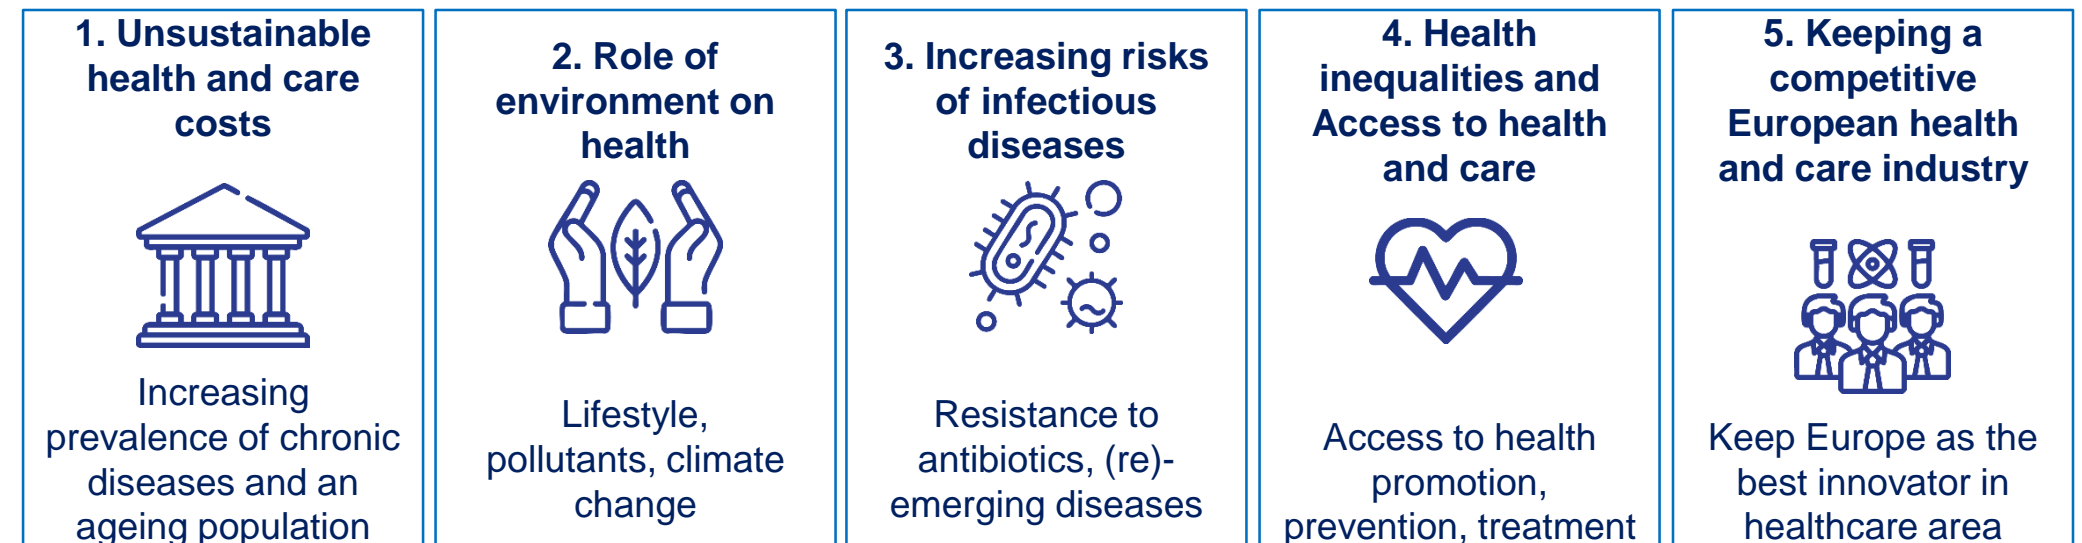 1. Unsustainable
health and care
costs
Increasing
prevalence of chronic
diseases and an
ageing population
2. Role of
environment on
health
Lifestyle,
pollutants, climate
change
3. Increasing risks
of infectious
diseases
Resistance to
antibiotics, (re)-
emerging diseases
4. Health
inequalities and
Access to health
and care
Access to health
promotion,
prevention, treatment
5. Keeping a
competitive
European health
and care industry
Keep Europe as the
best innovator in
healthcare area